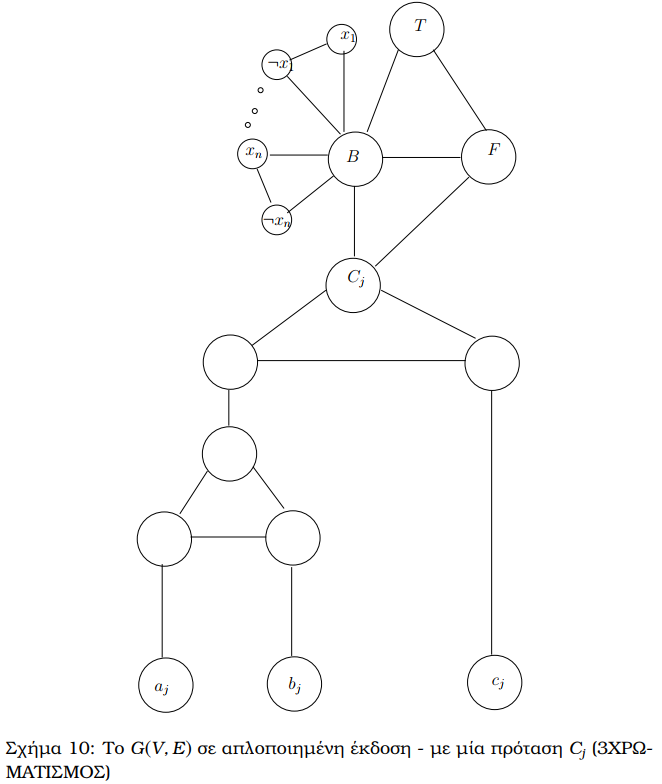 T
x₁
¬x₁
xₙ
B
F
¬xₙ
Cⱼ
aⱼ
bⱼ
cⱼ
Σχήμα 10: Το G(V, E) σε απλοποιημένη έκδοση - με μία πρόταση Cⱼ (3ΧΡΩ-
ΜΑΤΙΣΜΟΣ)